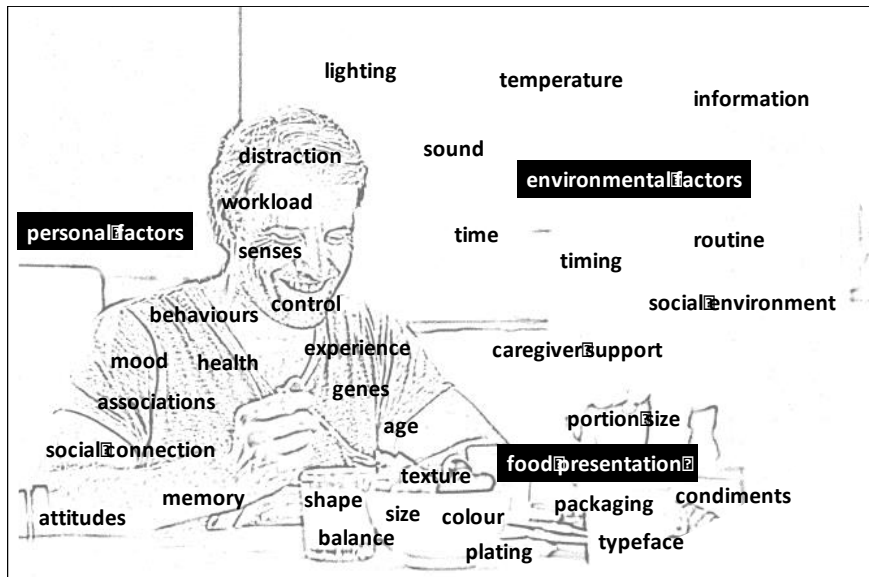 lighting
temperature
information
distraction
sound
environmental factors
workload
personal factors
time
routine
senses
timing
control
social environment
behaviours
experience
caregiver support
mood
health
genes
associations
age
portion size
social connection
food presentation
texture
memory
shape
packaging
condiments
attitudes
size
colour
balance
typeface
plating